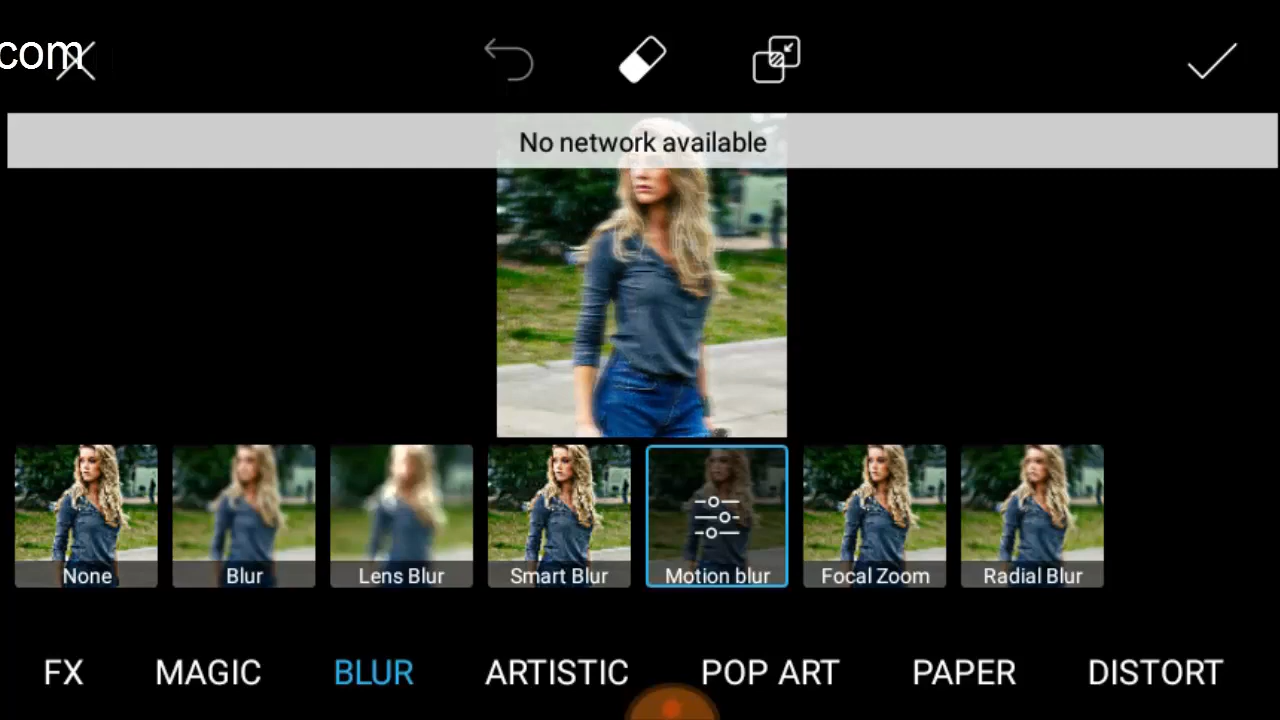 com
No network available
None
Blur
Lens Blur
Smart Blur
Motion blur
Focal Zoom
Radial Blur
FX
MAGIC
BLUR
ARTISTIC
POP ART
PAPER
DISTORT